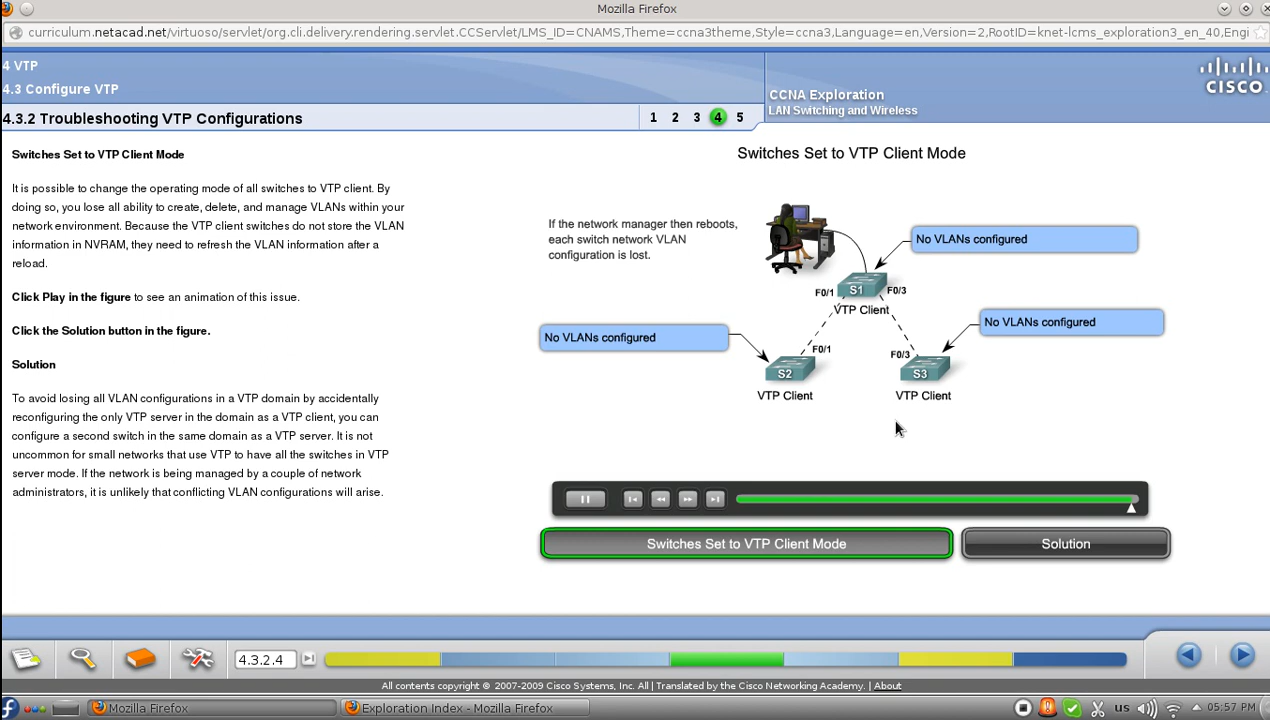 Mozilla Firefox
curriculum.netacad.net/virtuoso/servlet/org.cli.delivery.rendering.servlet.CCServlet/LMS_ID=CNAMS,Theme=ccna3theme,Style=ccna3,Language=en,Version=2,RootID=knet-lcms_exploration3_en_40,Engi
4 VTP
4.3 Configure VTP
CCNA Exploration
LAN Switching and Wireless
CISCO
4.3.2 Troubleshooting VTP Configurations
1 2 3 4 5
Switches Set to VTP Client Mode
It is possible to change the operating mode of all switches to VTP client. By
doing so, you lose all ability to create, delete, and manage VLANs within your
network environment. Because the VTP client switches do not store the VLAN
information in NVRAM, they need to refresh the VLAN information after a
reload.
Click Play in the figure to see an animation of this issue.
Click the Solution button in the figure.
Solution
To avoid losing all VLAN configurations in a VTP domain by accidentally
reconfiguring the only VTP server in the domain as a VTP client, you can
configure a second switch in the same domain as a VTP server. It is not
uncommon for small networks that use VTP to have all the switches in VTP
server mode. If the network is being managed by a couple of network
administrators, it is unlikely that conflicting VLAN configurations will arise.
Switches Set to VTP Client Mode
If the network manager then reboots,
each switch network VLAN
configuration is lost.
No VLANs configured
S1
F0/1
F0/3
VTP Client
No VLANs configured
No VLANs configured
F0/1
F0/3
S2
S3
VTP Client
VTP Client
Switches Set to VTP Client Mode
Solution
4.3.2.4
All contents copyright © 2007-2009 Cisco Systems, Inc. All | Translated by the Cisco Networking Academy. | About
Mozilla Firefox
Exploration Index - Mozilla Firefox
us
05:57 PM